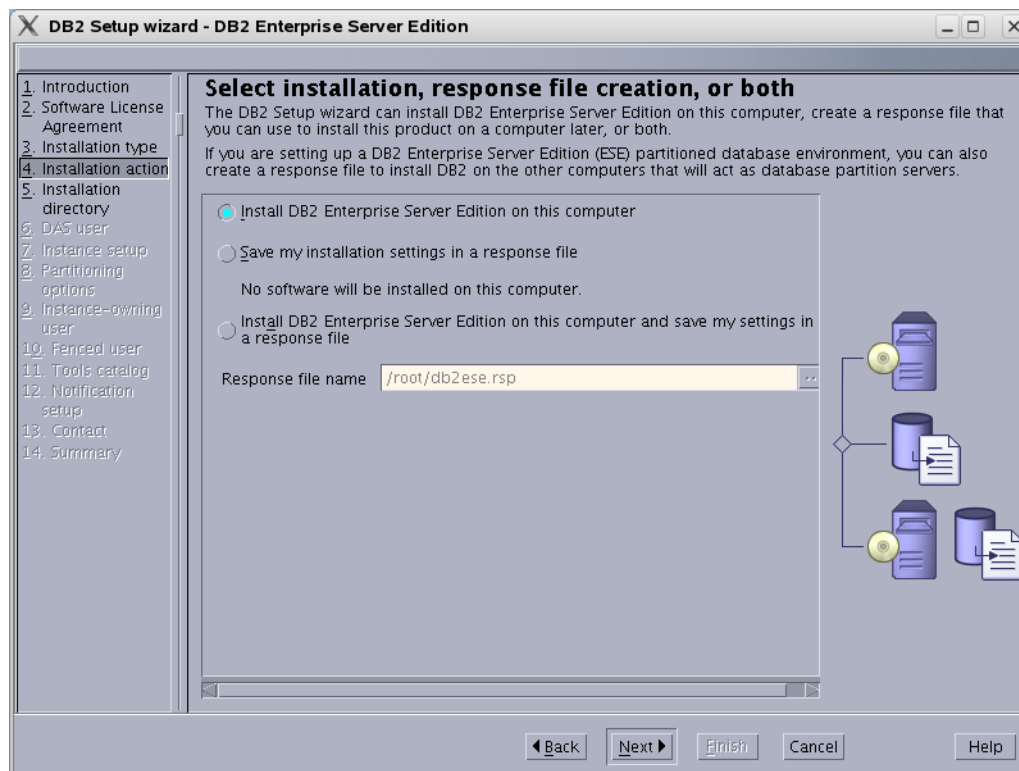 DB2 Setup wizard - DB2 Enterprise Server Edition
1. Introduction
2. Software License
Agreement
3. Installation type
4. Installation action
5. Installation
directory
6. DAS user
7. Instance setup
8. Partitioning
options
9. Instance-owning
user
10. Fenced user
11. Tools catalog
12. Notification
setup
13. Contact
14. Summary
Select installation, response file creation, or both
The DB2 Setup wizard can install DB2 Enterprise Server Edition on this computer, create a response file that
you can use to install this product on a computer later, or both.
If you are setting up a DB2 Enterprise Server Edition (ESE) partitioned database environment, you can also
create a response file to install DB2 on the other computers that will act as database partition servers.
Install DB2 Enterprise Server Edition on this computer
Save my installation settings in a response file
No software will be installed on this computer.
Install DB2 Enterprise Server Edition on this computer and save my settings in
a response file
Response file name /root/db2ese.rsp ..
Back Next Finish Cancel Help